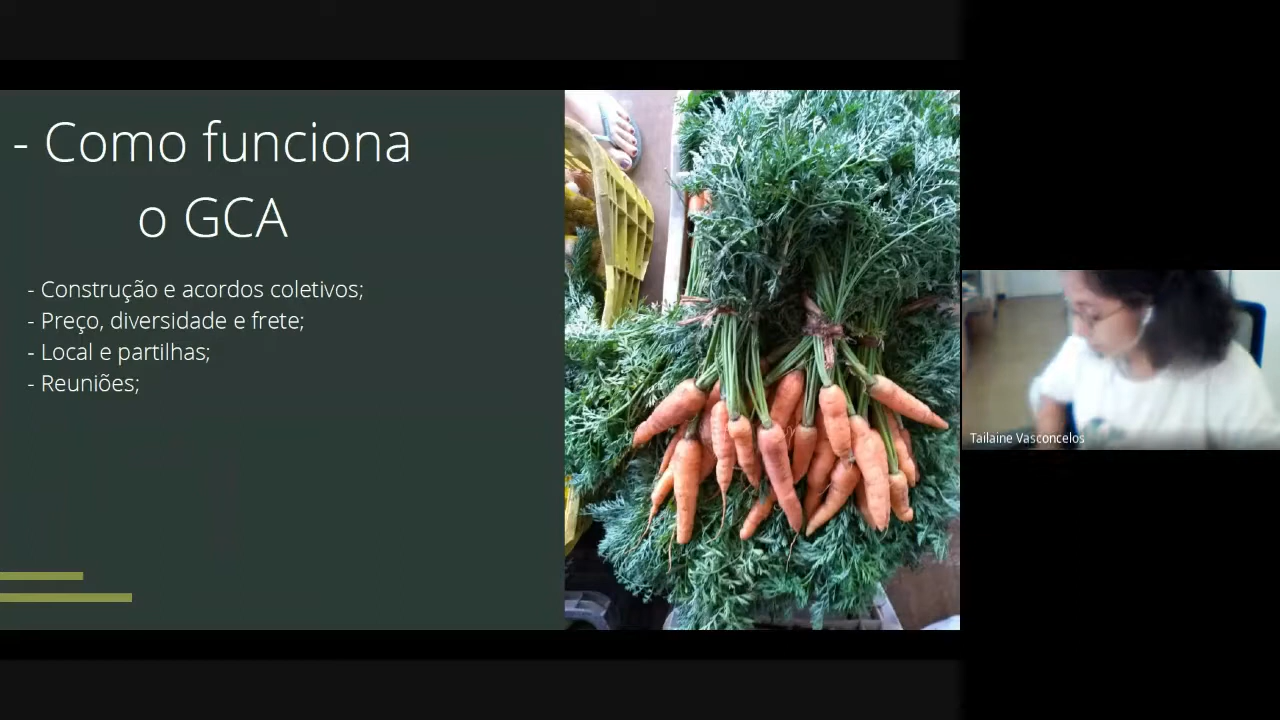 - Como funciona
o GCA
- Construção e acordos coletivos;
- Preço, diversidade e frete;
- Local e partilhas;
- Reuniões;
Tailaine Vasconcelos